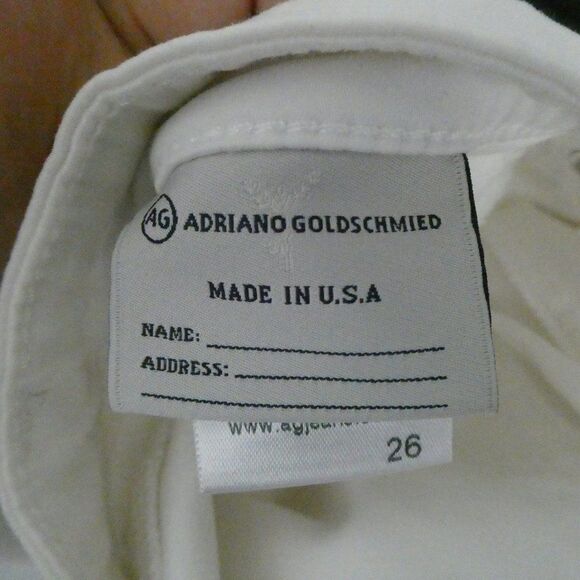 AG ADRIANO GOLDSCHMIED
MADE IN U.S.A
NAME:
ADDRESS:
26